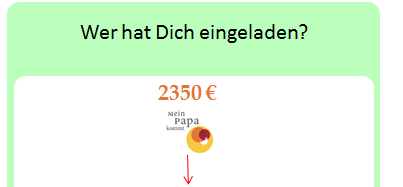 Wer hat Dich eingeladen?
2350 €
Mein
Papa
kommt